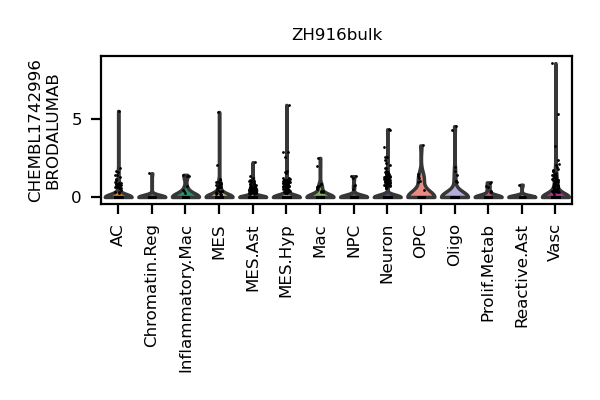 ZH916bulk
CHEMBL1742996
BRODALUMAB
5
0
AC
Chromatin.Reg
Inflammatory.Mac
MES
MES.Ast
MES.Hyp
Mac
NPC
Neuron
OPC
Oligo
Prolif.Metab
Reactive.Ast
Vasc